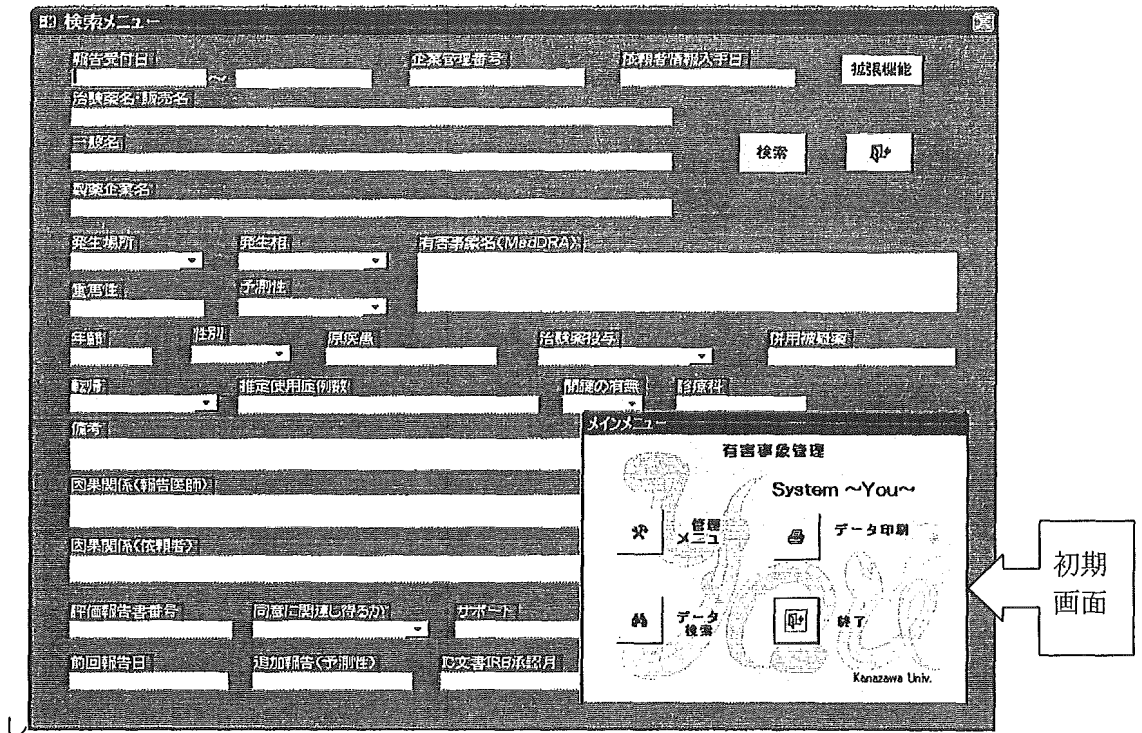 検索メニュー
報告受付日 企業管理番号 依頼者情報入手日 拡張機能
～
治験薬名・販売名
一般名
検索
製薬企業名
発生場所 発生相 有害事象名(MedDRA)
重篤性 予測性
年齢 性別 原疾患 治験薬投与 併用被疑薬
転帰 推定使用症例数 関連の有無 診療科
備考
因果関係(報告医師)
因果関係(依頼者)
評価報告書番号 同意に関連し得るか サポート
前回報告日 追加報告(予測性) IC文書IRB承認月
メインメニュー
有害事象管理
System ～You～
管理
メニュ
データ印刷
データ
検索
終了
Kanazawa Univ.
初期
画面
し